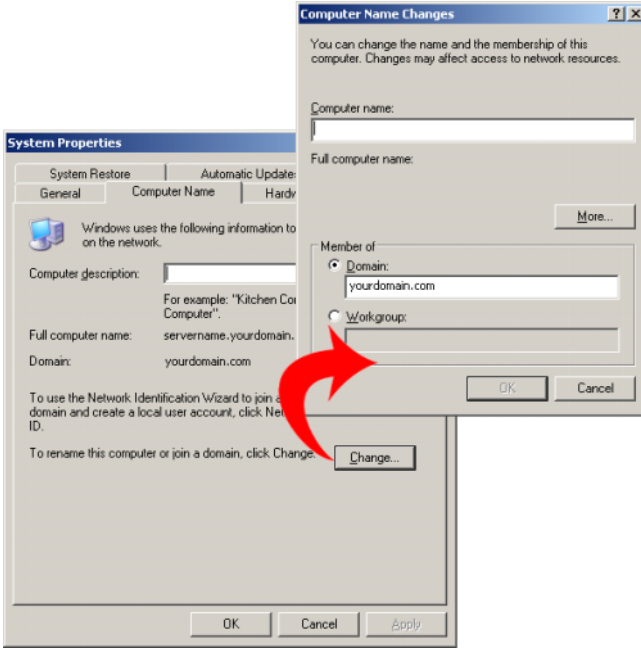 Computer Name Changes
You can change the name and the membership of this
computer. Changes may affect access to network resources.
Computer name:
Full computer name:
More...
Member of
Domain:
yourdomain.com
Workgroup:
OK
Cancel
System Properties
System Restore
Automatic Update
General
Computer Name
Windows uses the following information to
on the network.
Computer description:
For example: "Kitchen
Computer".
Full computer name:
servername.yourdomain.
Domain:
yourdomain.com
To use the Network Identification Wizard to join
domain and create a local user account, click
ID.
To rename this computer or join a domain, click Change.
Change...
OK
Cancel
Apply